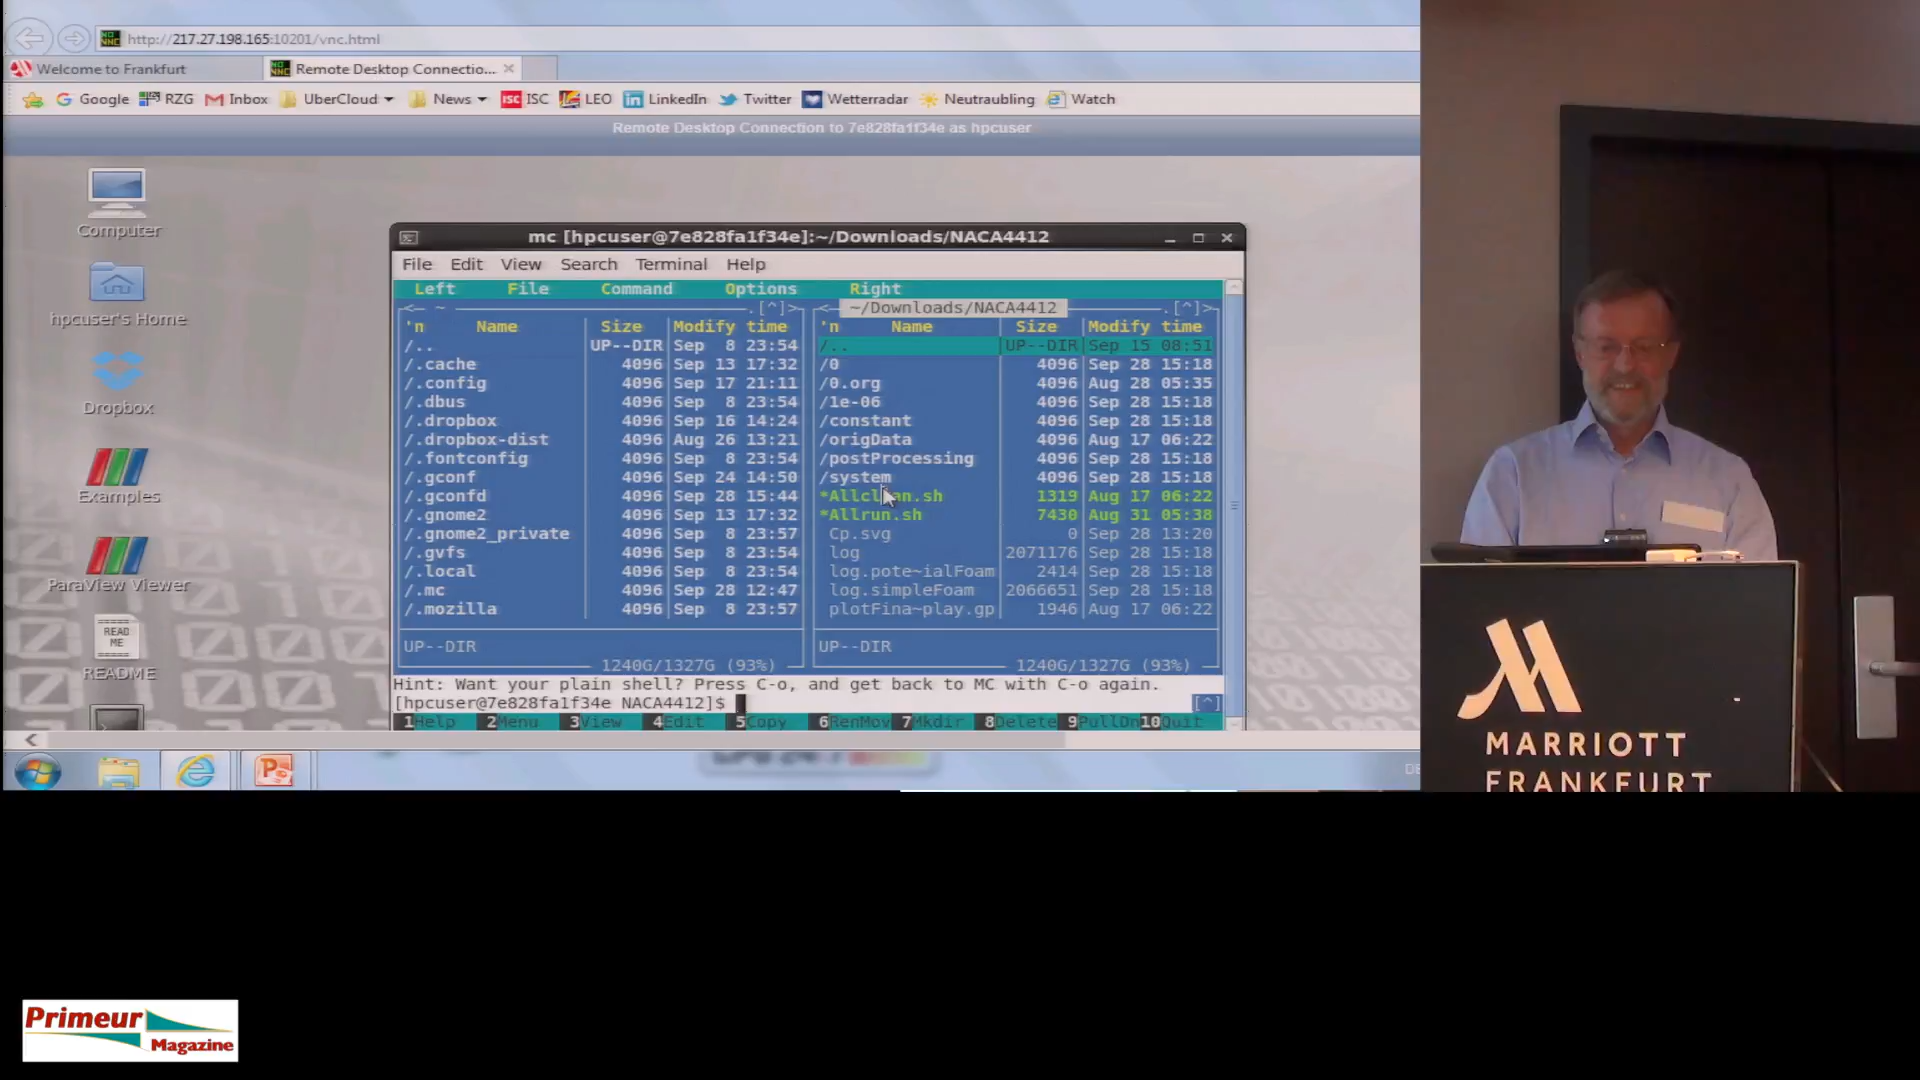 http://217.27.198.165:10201/vnc.html
Welcome to Frankfurt
Remote Desktop Connectio...
Google RZG Inbox UberCloud News ISC ISC LEO in LinkedIn Twitter Wetterradar Neutraubling Watch
Remote Desktop Connection to 7e828fa1f34e as hpcuser
Computer
hpcuser's Home
Dropbox
Examples
ParaView Viewer
READ
ME
README
mc [hpcuser@7e828fa1f34e]:~/Downloads/NACA4412
File Edit View Search Terminal Help
Left File Command Options Right
<— ~ .[^]> <— ~/Downloads/NACA4412 .[^]>
'n Name Size Modify time 'n Name Size Modify time
/.. UP--DIR Sep 8 23:54 /.. UP--DIR Sep 15 08:51
/.cache 4096 Sep 13 17:32 /0 4096 Sep 28 15:18
/.config 4096 Sep 17 21:11 /0.org 4096 Aug 28 05:35
/.dbus 4096 Sep 8 23:54 /1e-06 4096 Sep 28 15:18
/.dropbox 4096 Sep 16 14:24 /constant 4096 Sep 28 15:18
/.dropbox-dist 4096 Aug 26 13:21 /origData 4096 Aug 17 06:22
/.fontconfig 4096 Sep 8 23:54 /postProcessing 4096 Sep 28 15:18
/.gconf 4096 Sep 24 14:50 /system 4096 Sep 28 15:18
/.gconfd 4096 Sep 28 15:44 *Allclean.sh 1319 Aug 17 06:22
/.gnome2 4096 Sep 13 17:32 *Allrun.sh 7430 Aug 31 05:38
/.gnome2_private 4096 Sep 8 23:57 Cp.svg 0 Sep 28 13:20
/.gvfs 4096 Sep 8 23:54 log 2071176 Sep 28 15:18
/.local 4096 Sep 8 23:54 log.pote~ialFoam 2414 Sep 28 15:18
/.mc 4096 Sep 28 12:47 log.simpleFoam 2066651 Sep 28 15:18
/.mozilla 4096 Sep 8 23:57 plotFina~play.gp 1946 Aug 17 06:22
UP--DIR UP--DIR
1240G/1327G (93%) 1240G/1327G (93%)
Hint: Want your plain shell? Press C-o, and get back to MC with C-o again.
[hpcuser@7e828fa1f34e NACA4412]$ [^]
1Help 2Menu 3View 4Edit 5Copy 6RenMov 7Mkdir 8Delete 9PullDn 10Quit
DE
MARRIOTT
FRANKFURT
Primeur
Magazine